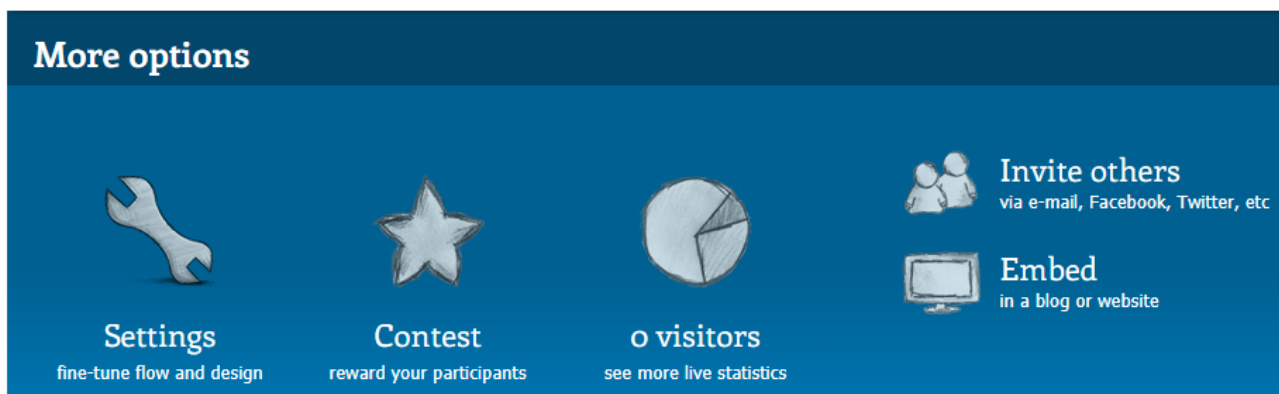 More options
Settings
fine-tune flow and design
Contest
reward your participants
0 visitors
see more live statistics
Invite others
via e-mail, Facebook, Twitter, etc
Embed
in a blog or website